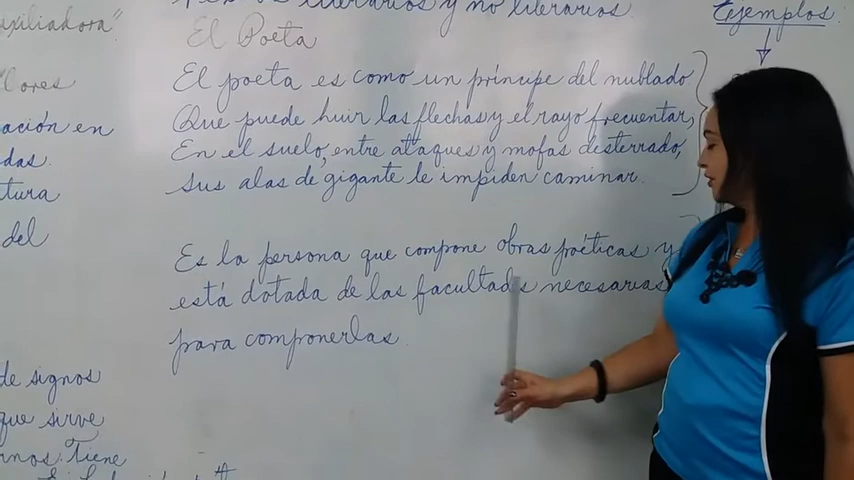 literarios y no literarios.
Ejemplos.
uxiliadora"
El Poeta
El poeta es como un príncipe del nublado
Que puede huir las flechas y el rayo frecuentar,
En el suelo, entre ataques y mofas desterrado,
Sus alas de gigante le impiden caminar.
Es la persona que compone obras poéticas y
está dotada de las facultades necesarias
para componerlas.
ación en
das.
tura
del
de signos
que sirve
Tiene